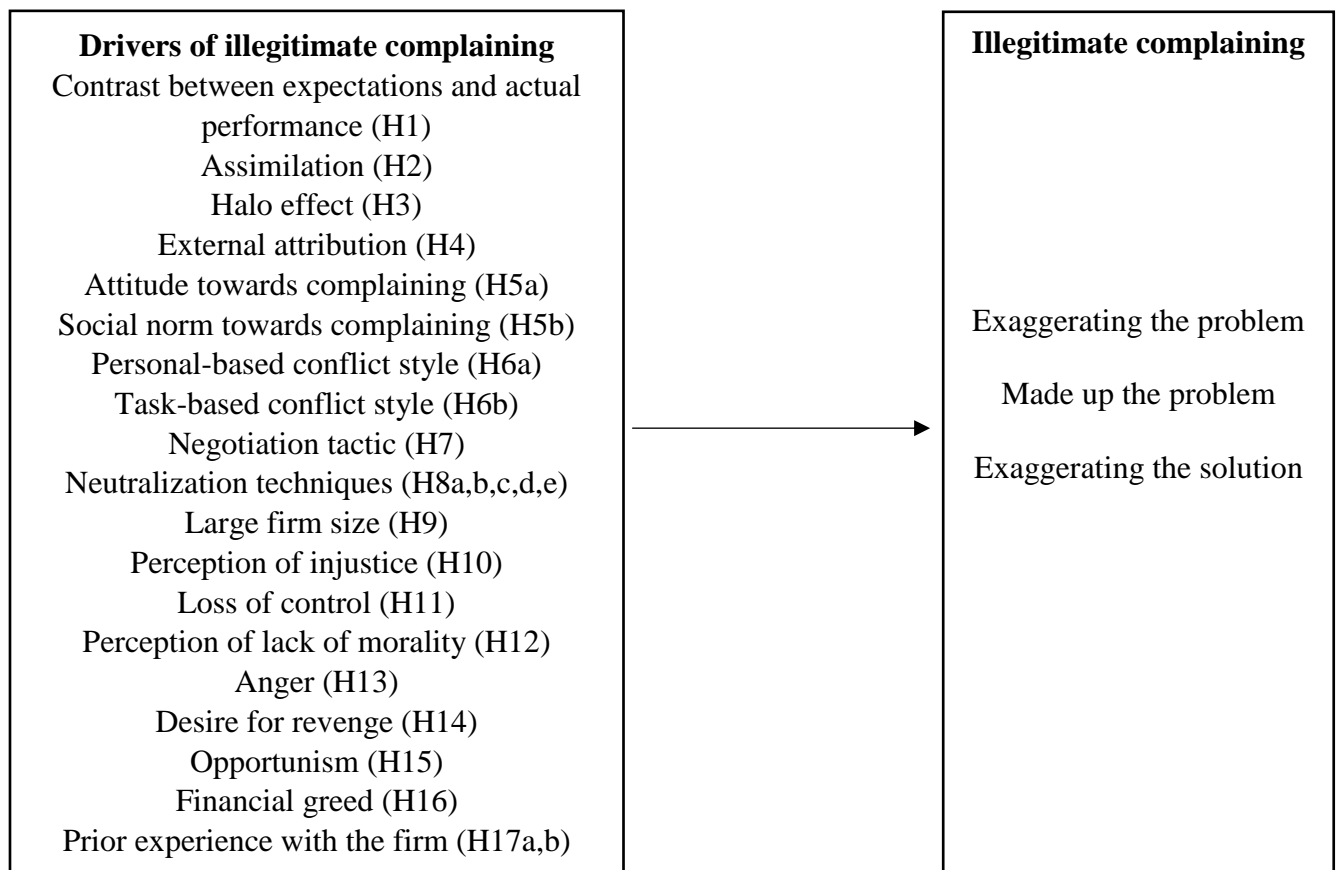 Drivers of illegitimate complaining
Contrast between expectations and actual
performance (H1)
Assimilation (H2)
Halo effect (H3)
External attribution (H4)
Attitude towards complaining (H5a)
Social norm towards complaining (H5b)
Personal-based conflict style (H6a)
Task-based conflict style (H6b)
Negotiation tactic (H7)
Neutralization techniques (H8a,b,c,d,e)
Large firm size (H9)
Perception of injustice (H10)
Loss of control (H11)
Perception of lack of morality (H12)
Anger (H13)
Desire for revenge (H14)
Opportunism (H15)
Financial greed (H16)
Prior experience with the firm (H17a,b)
Illegitimate complaining
Exaggerating the problem
Made up the problem
Exaggerating the solution